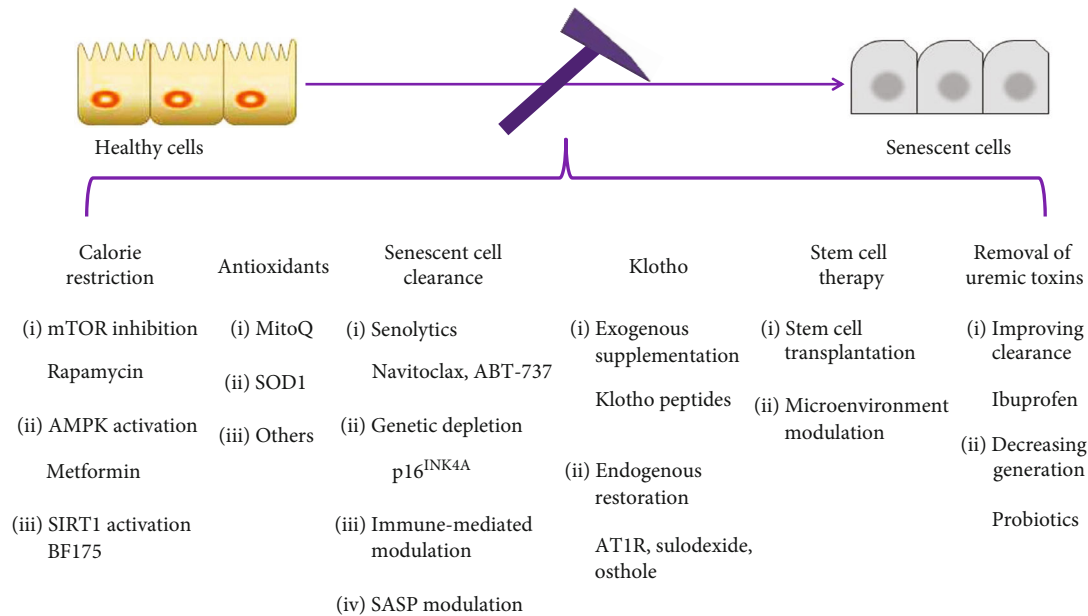 Healthy cells
Senescent cells
Calorie
restriction
(i) mTOR inhibition
Rapamycin
(ii) AMPK activation
Metformin
(iii) SIRT1 activation
BF175
Antioxidants
(i) MitoQ
(ii) SOD1
(iii) Others
Senescent cell
clearance
(i) Senolytics
Navitoclax, ABT-737
(ii) Genetic depletion
p16^INK4A
(iii) Immune-mediated
modulation
(iv) SASP modulation
Klotho
(i) Exogenous
supplementation
Klotho peptides
(ii) Endogenous
restoration
AT1R, sulodexide,
osthole
Stem cell
therapy
(i) Stem cell
transplantation
(ii) Microenvironment
modulation
Removal of
uremic toxins
(i) Improving
clearance
Ibuprofen
(ii) Decreasing
generation
Probiotics